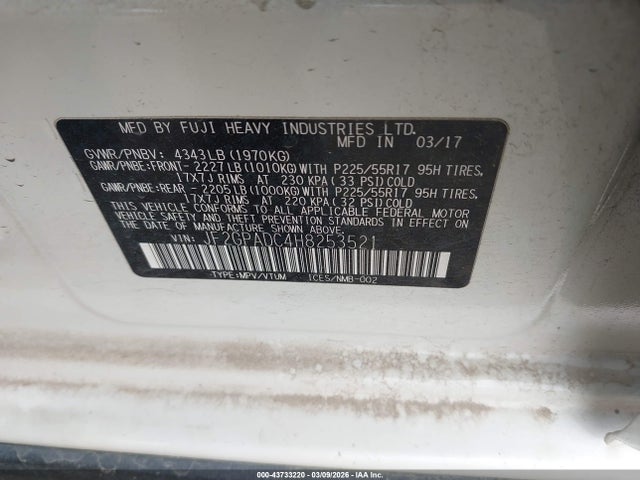 MFD BY FUJI HEAVY INDUSTRIES LTD.
MFD IN 03/17
GVWR/PNBV: 4343LB (1970KG)
GAWR/PNBE:FRONT - 2227LB (1010KG) WITH P225/55R17 95H TIRES,
17X7J RIMS AT 230 KPA (33 PSI) COLD
GAWR/PNBE:REAR - 2205LB (1000KG) WITH P225/55R17 95H TIRES,
17X7J RIMS AT 220 KPA (32 PSI) COLD
THIS VEHICLE CONFORMS TO ALL APPLICABLE FEDERAL MOTOR
VEHICLE SAFETY AND THEFT PREVENTION STANDARDS IN EFFECT ON THE
DATE OF MANUFACTURE SHOWN ABOVE.
VIN: JF2GPADC4H8253521
TYPE:MPV/VTUM ICES/NMB-002
000-43733220 03/09/2026 - IAA Inc.